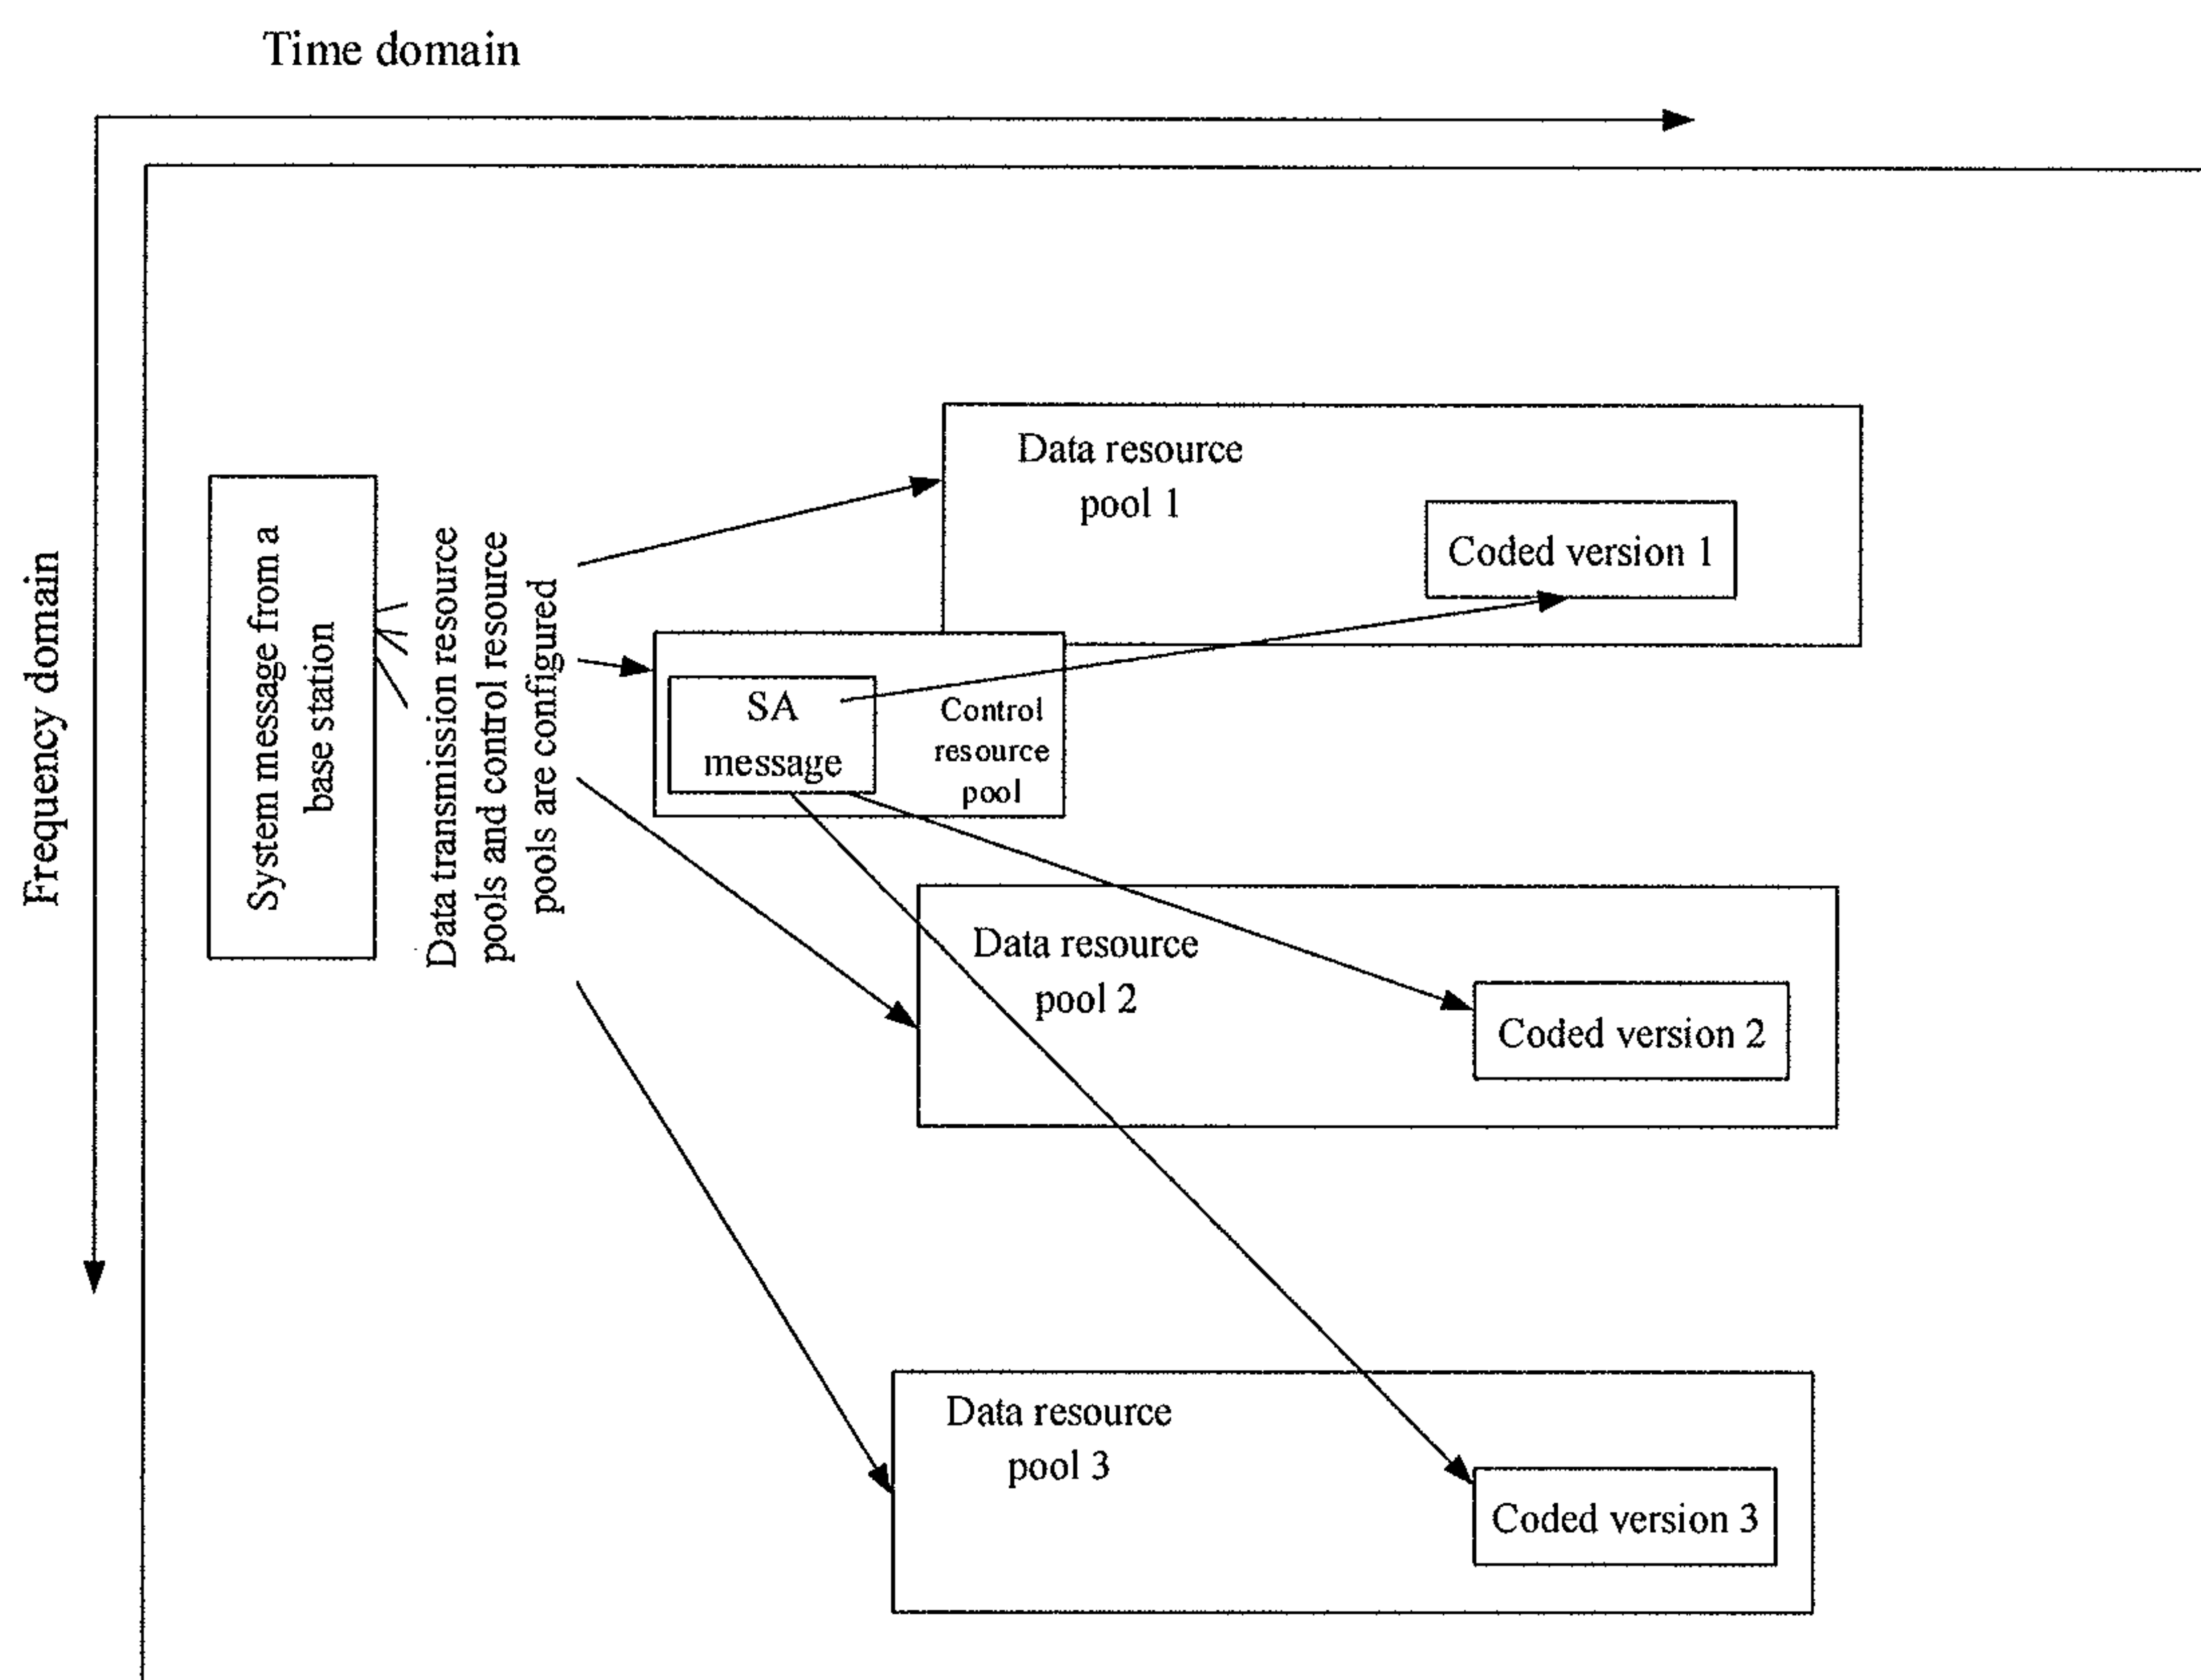 Time domain
Frequency domain
System message from a
base station
Data transmission resource
pools and control resource
pools are configured
Data resource
pool 1
Coded version 1
SA
message
Control
resource
pool
Data resource
pool 2
Coded version 2
Data resource
pool 3
Coded version 3